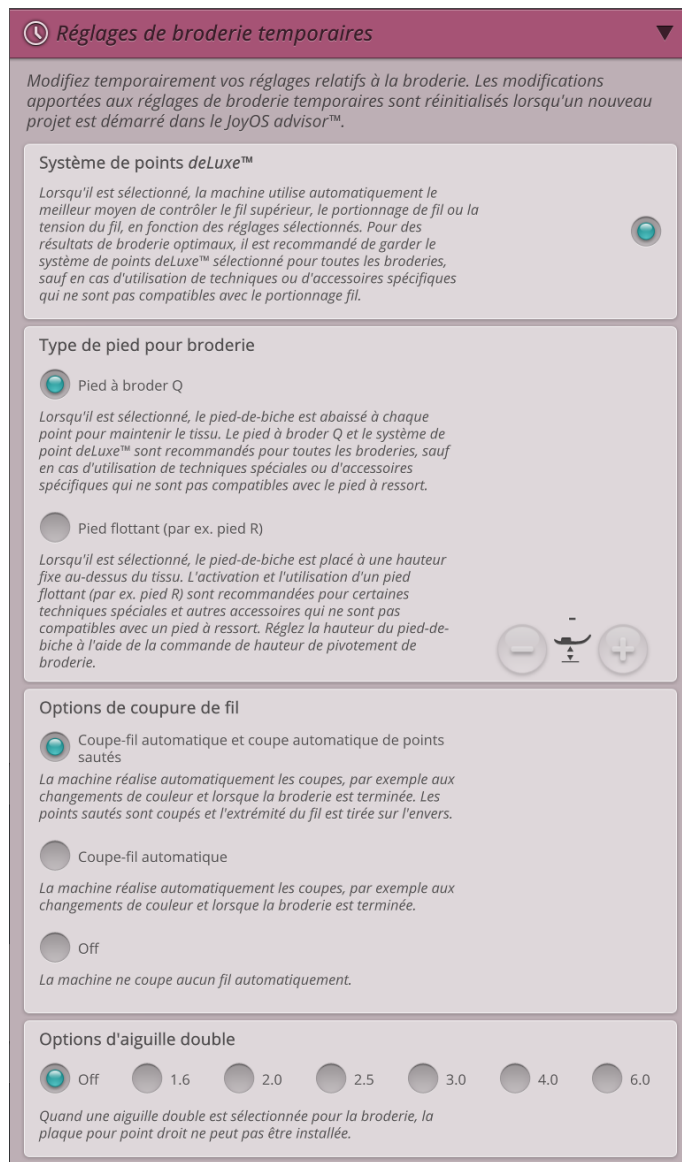 Réglages de broderie temporaires
Modifiez temporairement vos réglages relatifs à la broderie. Les modifications
apportées aux réglages de broderie temporaires sont réinitialisés lorsqu'un nouveau
projet est démarré dans le JoyOS advisor™.
Système de points deLuxe™
Lorsqu'il est sélectionné, la machine utilise automatiquement le
meilleur moyen de contrôler le fil supérieur, le portionnage de fil ou la
tension du fil, en fonction des réglages sélectionnés. Pour des
résultats de broderie optimaux, il est recommandé de garder le
système de points deLuxe™ sélectionné pour toutes les broderies,
sauf en cas d'utilisation de techniques ou d'accessoires spécifiques
qui ne sont pas compatibles avec le portionnage fil.
Type de pied pour broderie
Pied à broder Q
Lorsqu'il est sélectionné, le pied-de-biche est abaissé à chaque
point pour maintenir le tissu. Le pied à broder Q et le système de
point deLuxe™ sont recommandés pour toutes les broderies, sauf
en cas d'utilisation de techniques spéciales ou d'accessoires
spécifiques qui ne sont pas compatibles avec le pied à ressort.
Pied flottant (par ex. pied R)
Lorsqu'il est sélectionné, le pied-de-biche est placé à une hauteur
fixe au-dessus du tissu. L'activation et l'utilisation d'un pied
flottant (par ex. pied R) sont recommandées pour certaines
techniques spéciales et autres accessoires qui ne sont pas
compatibles avec un pied à ressort. Réglez la hauteur du pied-de-
biche à l'aide de la commande de hauteur de pivotement de
broderie.
-
Options de coupure de fil
Coupe-fil automatique et coupe automatique de points
sautés
La machine réalise automatiquement les coupes, par exemple aux
changements de couleur et lorsque la broderie est terminée. Les
points sautés sont coupés et l'extrémité du fil est tirée sur l'envers.
Coupe-fil automatique
La machine réalise automatiquement les coupes, par exemple aux
changements de couleur et lorsque la broderie est terminée.
Off
La machine ne coupe aucun fil automatiquement.
Options d'aiguille double
Off 1.6 2.0 2.5 3.0 4.0 6.0
Quand une aiguille double est sélectionnée pour la broderie, la
plaque pour point droit ne peut pas être installée.